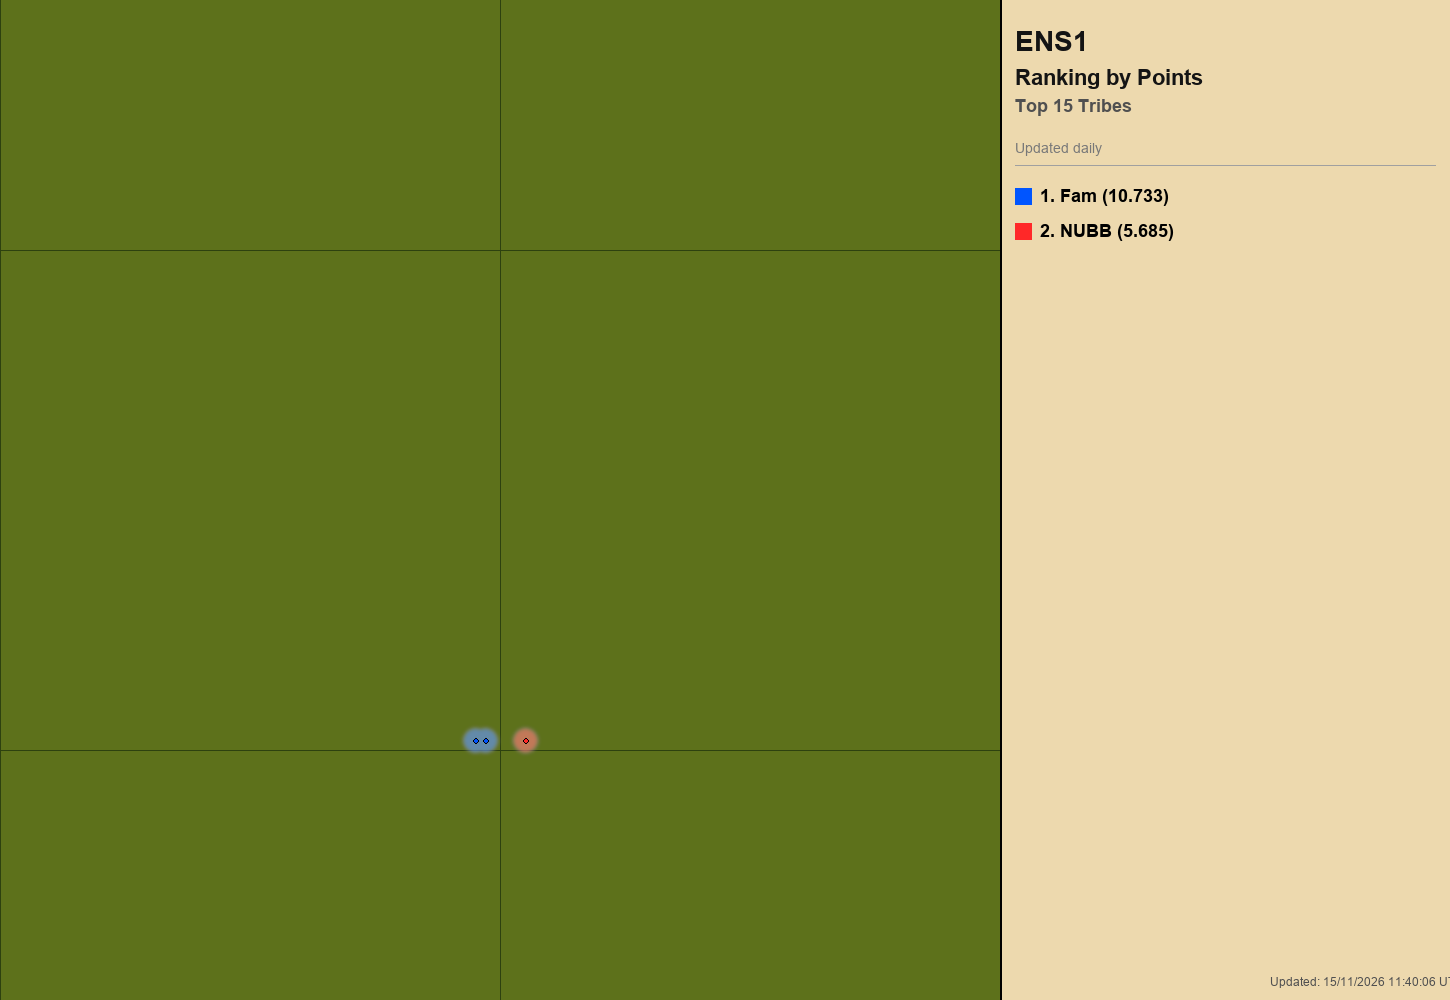 ENS1
Ranking by Points
Top 15 Tribes
Updated daily
1. Fam (10.733)
2. NUBB (5.685)
Updated: 15/11/2026 11:40:06 U